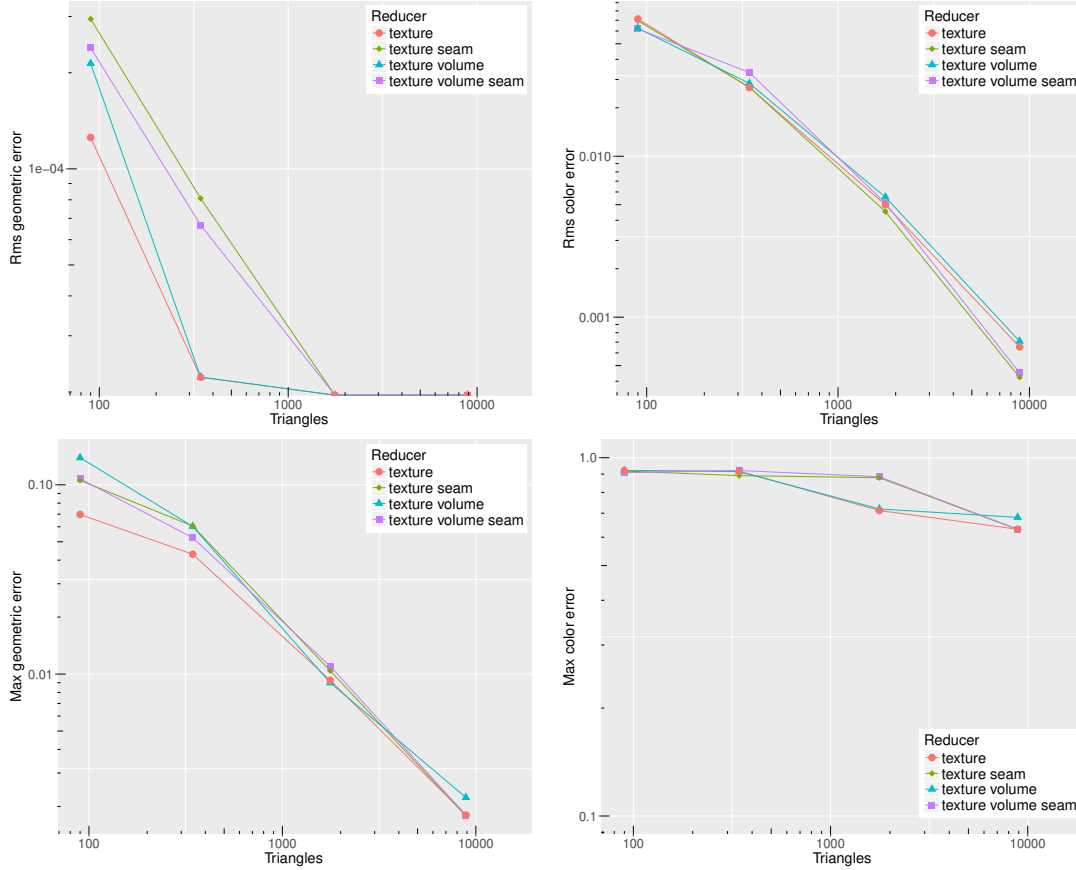 Rms geometric error
1e−04
100
1000
10000
Triangles
Reducer
texture
texture seam
texture volume
texture volume seam
Rms color error
0.010
0.001
100
1000
10000
Triangles
Reducer
texture
texture seam
texture volume
texture volume seam
Max geometric error
0.10
0.01
100
1000
10000
Triangles
Reducer
texture
texture seam
texture volume
texture volume seam
Max color error
1.0
0.1
100
1000
10000
Triangles
Reducer
texture
texture seam
texture volume
texture volume seam